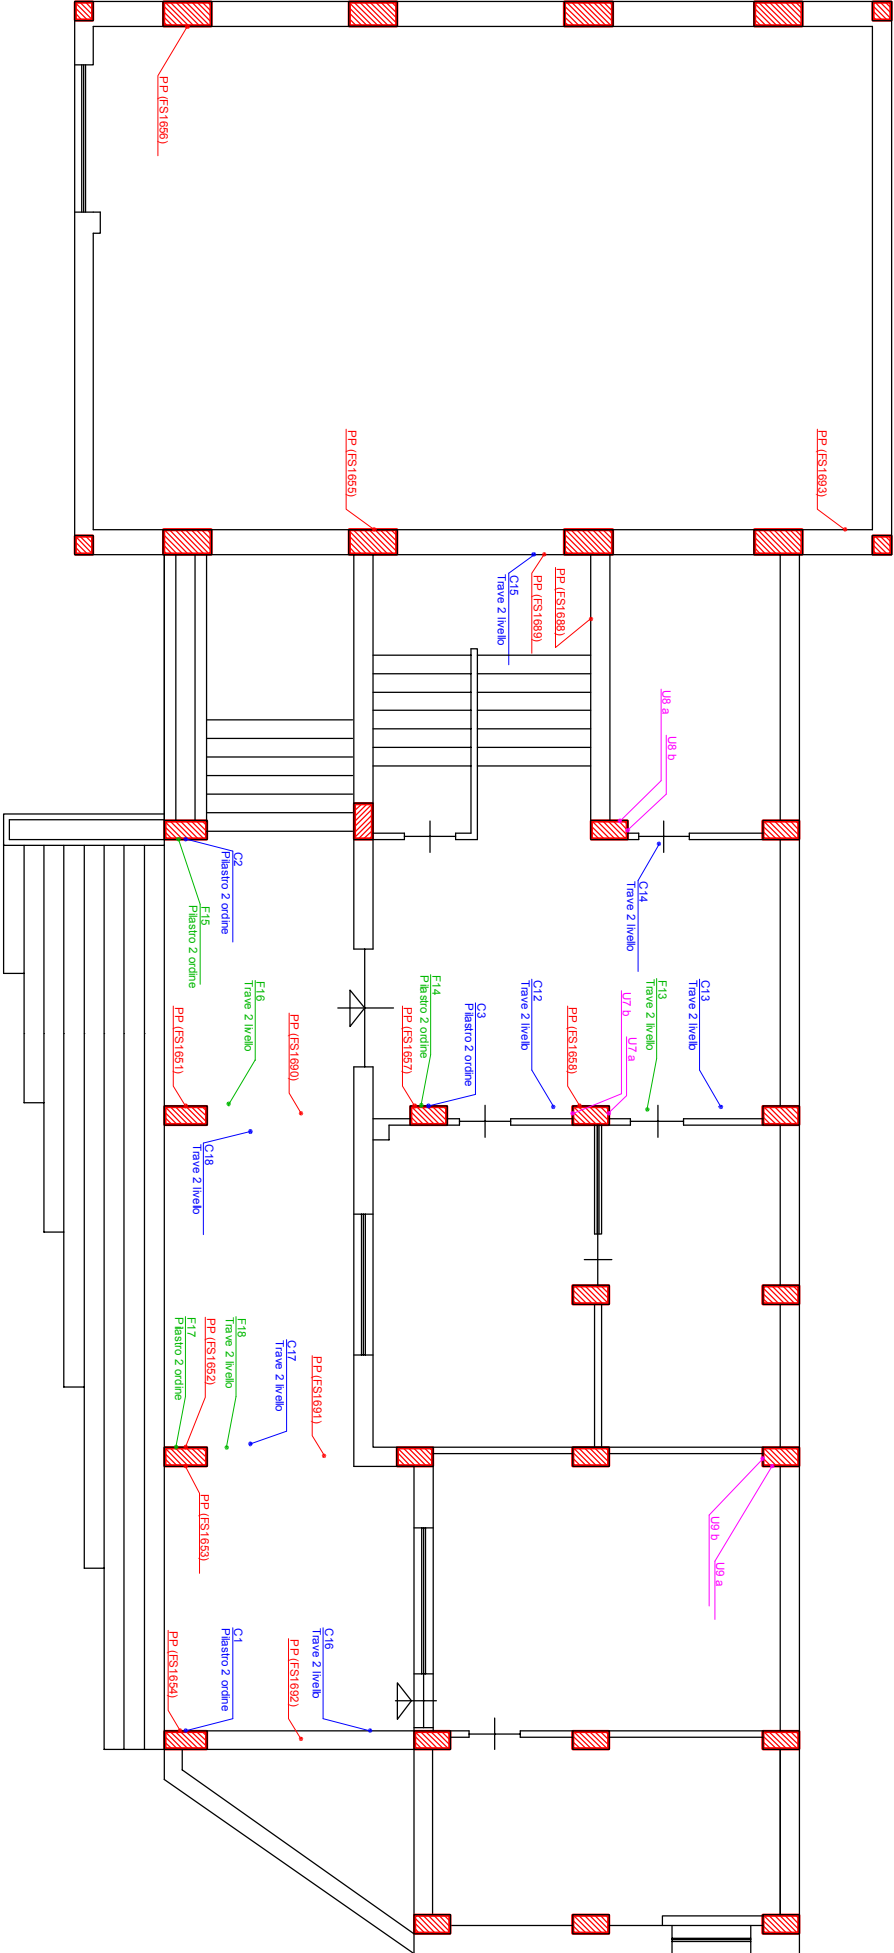 PP (FS1656)
PP (FS1655)
PP (FS1693)
C15
Trave 2 livello
PP (FS1689)
PP (FS1688)
U8 a
U8 b
C2
Pilastro 2 ordine
F15
Pilastro 2 ordine
C14
Trave 2 livello
F16
Trave 2 livello
PP (FS1651)
PP (FS1690)
PP (FS1657)
F14
Pilastro 2 ordine
C3
Pilastro 2 ordine
C12
Trave 2 livello
PP (FS1658)
U7 b
U7 a
F13
Trave 2 livello
C13
Trave 2 livello
C18
Trave 2 livello
F17
Pilastro 2 ordine
PP (FS1652)
F18
Trave 2 livello
C17
Trave 2 livello
PP (FS1691)
PP (FS1653)
U9 b
U9 a
PP (FS1654)
C1
Pilastro 2 ordine
PP (FS1692)
C16
Trave 2 livello